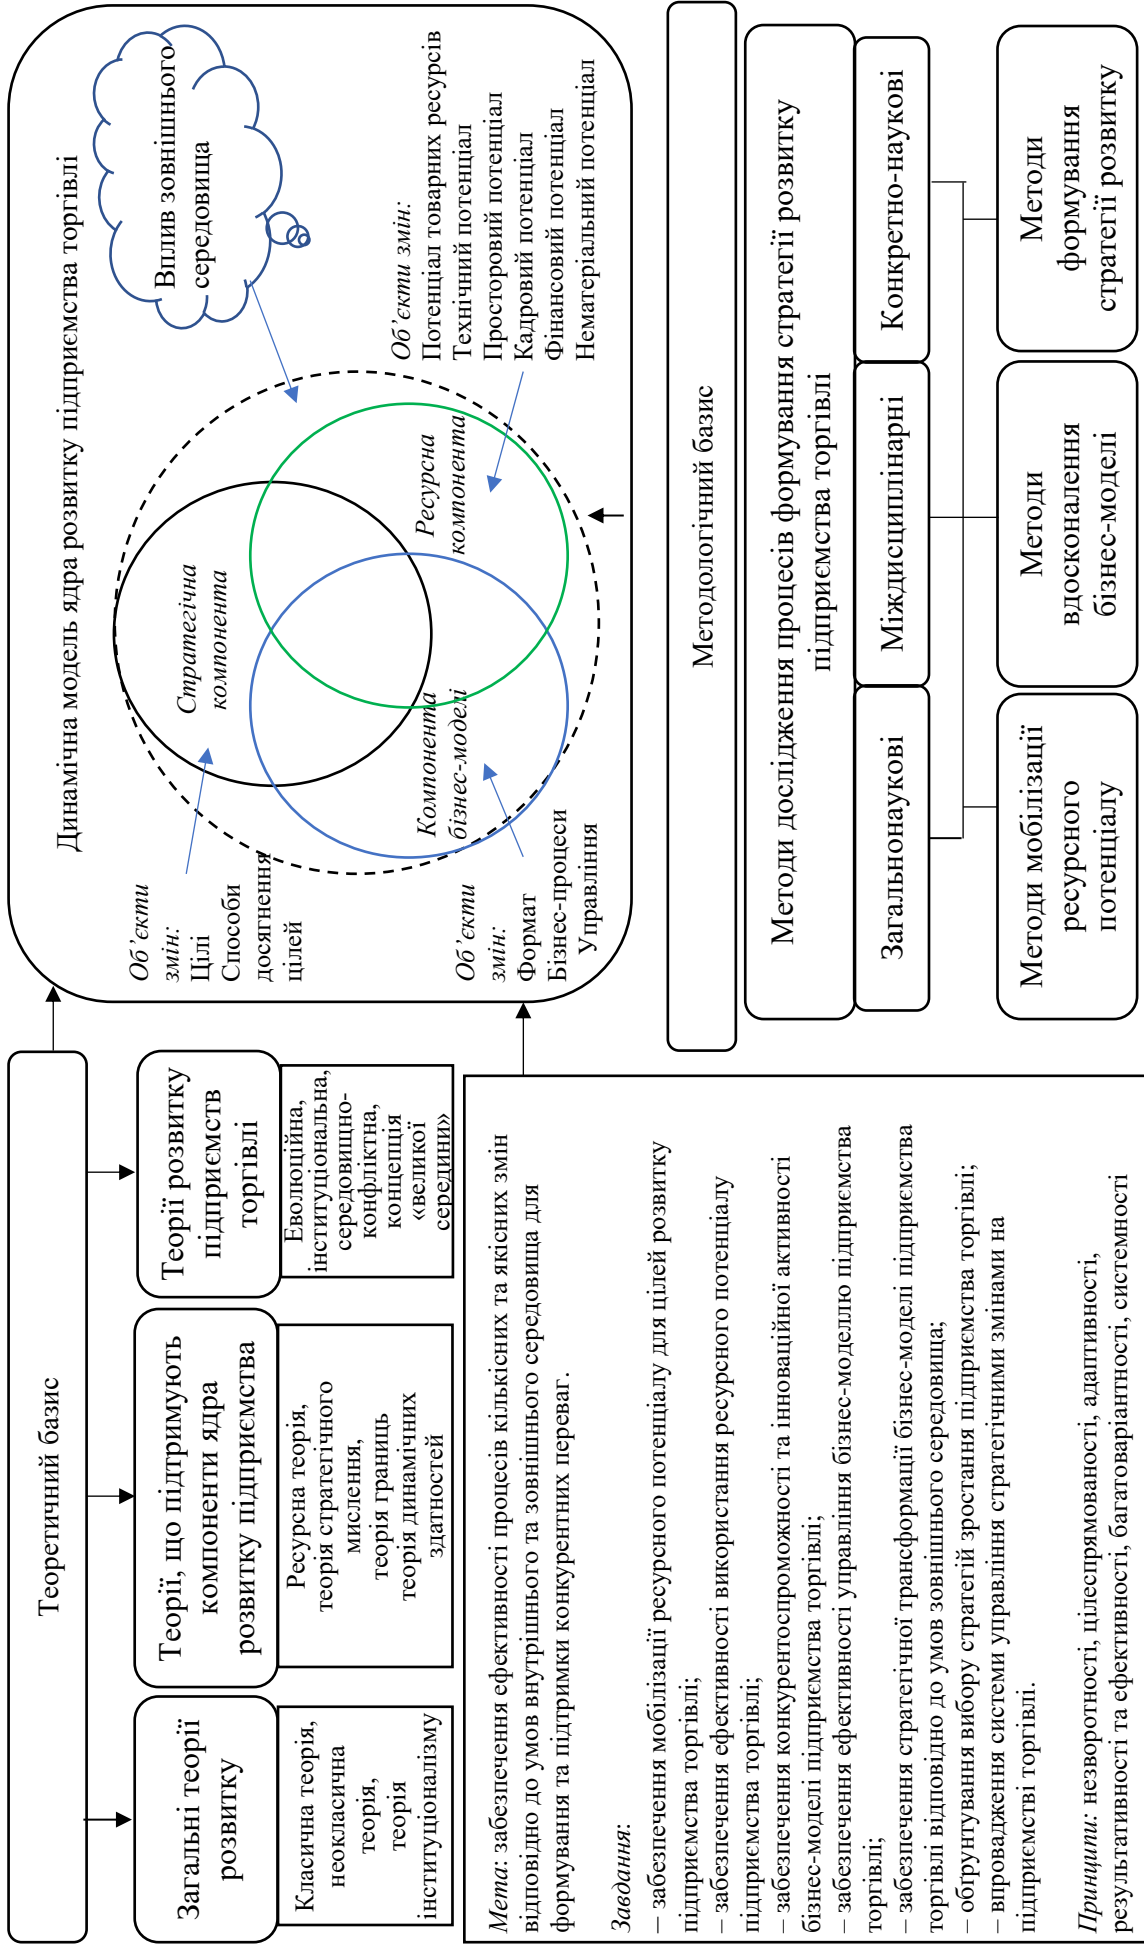 Теоретичний базис
Загальні теорії
розвитку
Класична теорія,
неокласична
теорія,
теорія
інституціоналізму
Теорії, що підтримують
компоненти ядра
розвитку підприємства
Ресурсна теорія,
теорія стратегічного
мислення,
теорія границь
теорія динамічних
здатностей
Теорії розвитку
підприємств
торгівлі
Еволюційна,
інституціональна,
середовищно-
конфліктна,
концепція
«великої
середини»
Мета: забезпечення ефективності процесів кількісних та якісних змін
відповідно до умов внутрішнього та зовнішнього середовища для
формування та підтримки конкурентних переваг.
Завдання:
– забезпечення мобілізації ресурсного потенціалу для цілей розвитку
підприємства торгівлі;
– забезпечення ефективності використання ресурсного потенціалу
підприємства торгівлі;
– забезпечення конкурентоспроможності та інноваційної активності
бізнес-моделі підприємства торгівлі;
– забезпечення ефективності управління бізнес-моделлю підприємства
торгівлі;
– забезпечення стратегічної трансформації бізнес-моделі підприємства
торгівлі відповідно до умов зовнішнього середовища;
– обґрунтування вибору стратегій зростання підприємства торгівлі;
– впровадження системи управління стратегічними змінами на
підприємстві торгівлі.
Принципи: незворотності, цілеспрямованості, адаптивності,
результативності та ефективності, багатоваріантності, системності
Динамічна модель ядра розвитку підприємства торгівлі
Вплив зовнішнього
середовища
Об’єкти
змін:
Цілі
Способи
досягнення
цілей
Стратегічна
компонента
Об’єкти змін:
Потенціал товарних ресурсів
Технічний потенціал
Просторовий потенціал
Кадровий потенціал
Фінансовий потенціал
Нематеріальний потенціал
Ресурсна
компонента
Компонента
бізнес-моделі
Об’єкти
змін:
Формат
Бізнес-процеси
Управління
Методологічний базис
Методи дослідження процесів формування стратегії розвитку
підприємства торгівлі
Загальнонаукові
Міждисциплінарні
Конкретно-наукові
Методи мобілізації
ресурсного
потенціалу
Методи
вдосконалення
бізнес-моделі
Методи
формування
стратегії розвитку